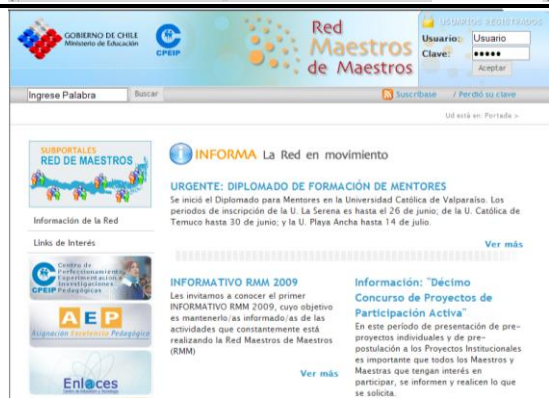 GOBIERNO DE CHILE
Ministerio de Educación
CPEIP
Red
Maestros
de Maestros
USUARIOS REGISTRADOS
Usuario: Usuario
Clave: •••••
Aceptar
Ingrese Palabra Buscar
Suscríbase / Perdió su clave
Ud está en: Portada >
SUBPORTALES
RED DE MAESTROS
Información de la Red
Links de Interés
Centro de
Perfeccionamiento,
Experimentación e
Investigaciones
CPEIP Pedagógicas
AEP
Asignación Excelencia Pedagógica
Enlaces
INFORMA La Red en movimiento
URGENTE: DIPLOMADO DE FORMACIÓN DE MENTORES
Se inició el Diplomado para Mentores en la Universidad Católica de Valparaíso. Los
periodos de inscripción de la U. La Serena es hasta el 26 de junio; de la U. Católica de
Temuco hasta 30 de junio; y la U. Playa Ancha hasta 14 de julio.
Ver más
INFORMATIVO RMM 2009
Les invitamos a conocer el primer
INFORMATIVO RMM 2009, cuyo objetivo
es mantenerlo/as informado/as de las
actividades que constantemente está
realizando la Red Maestros de Maestros
(RMM)
Ver más
Información: "Décimo
Concurso de Proyectos de
Participación Activa"
En este período de presentación de pre-
proyectos individuales y de pre-
postulación a los Proyectos Institucionales
es importante que todos los Maestros y
Maestras que tengan interés en
participar, se informen y realicen lo que
se solicita.